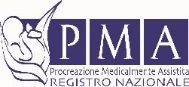 PMA
Procreazione Medicalmente Assistita
REGISTRO NAZIONALE